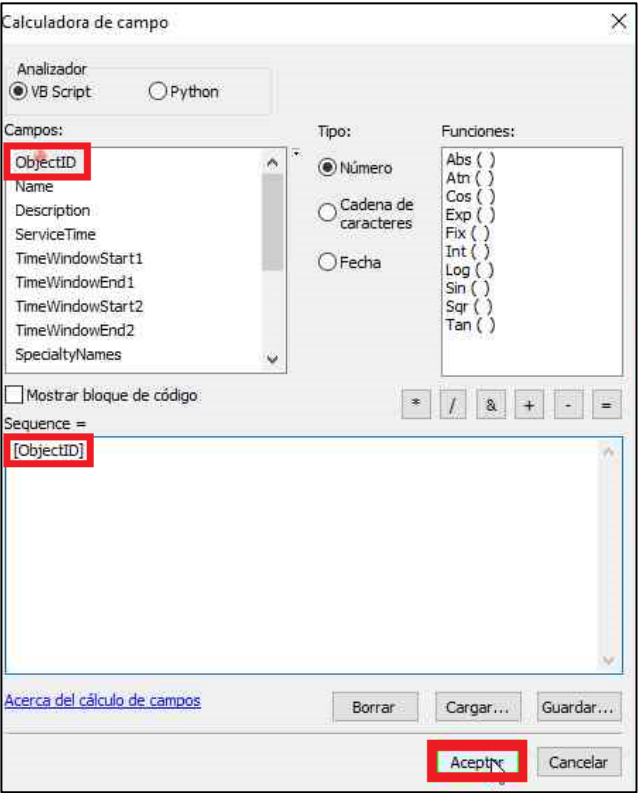 Calculadora de campo
Analizador
VB Script
Python
Campos:
ObjectID
Name
Description
ServiceTime
TimeWindowStart1
TimeWindowEnd1
TimeWindowStart2
TimeWindowEnd2
SpecialtyNames
Tipo:
Número
Cadena de
caracteres
Fecha
Funciones:
Abs ( )
Atn ( )
Cos ( )
Exp ( )
Fix ( )
Int ( )
Log ( )
Sin ( )
Sqr ( )
Tan ( )
Mostrar bloque de código
* / & + - =
Sequence =
[ObjectID]
Acerca del cálculo de campos
Borrar
Cargar...
Guardar...
Aceptar
Cancelar